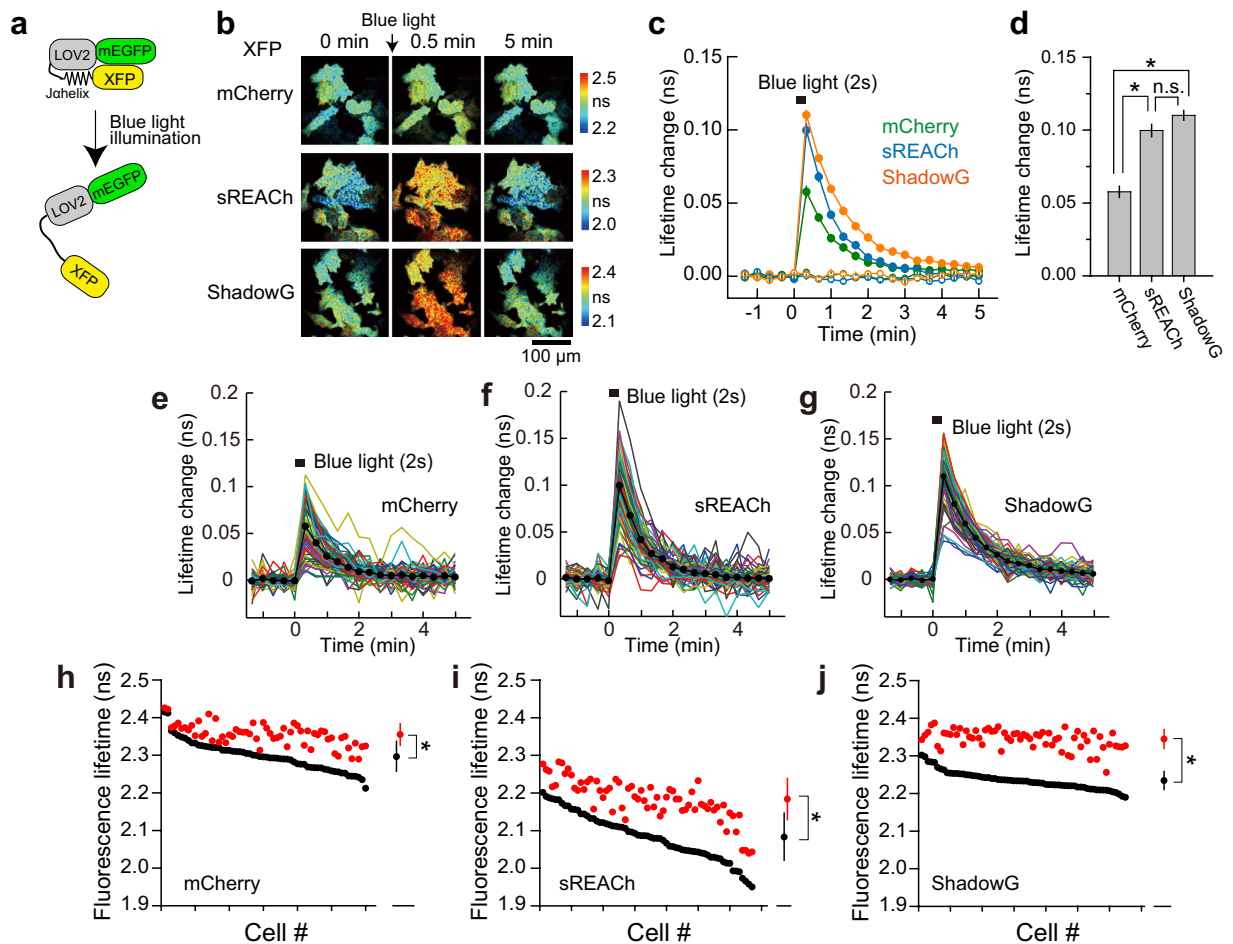 a
LOV2
mEGFP
XFP
Jαhelix
Blue light
illumination
LOV2
mEGFP
XFP
b
Blue light
XFP
0 min
0.5 min
5 min
mCherry
2.5
ns
2.2
sREACh
2.3
ns
2.0
ShadowG
2.4
ns
2.1
100 µm
c
Lifetime change (ns)
0.15
0.10
0.05
0.00
Blue light (2s)
mCherry
sREACh
ShadowG
-1 0 1 2 3 4 5
Time (min)
d
Lifetime change (ns)
0.15
0.10
0.05
0.00
*
* n.s.
mCherry
sREACh
ShadowG
e
Lifetime change (ns)
0.2
0.15
0.1
0.05
0
Blue light (2s)
mCherry
0 2 4
Time (min)
f
Lifetime change (ns)
0.2
0.15
0.1
0.05
0
Blue light (2s)
sREACh
0 2 4
Time (min)
g
Lifetime change (ns)
0.2
0.15
0.1
0.05
0
Blue light (2s)
ShadowG
0 2 4
Time (min)
h
Fluorescence lifetime (ns)
2.5
2.4
2.3
2.2
2.1
2.0
1.9
*
mCherry
Cell #
i
Fluorescence lifetime (ns)
2.5
2.4
2.3
2.2
2.1
2.0
1.9
*
sREACh
Cell #
j
Fluorescence lifetime (ns)
2.5
2.4
2.3
2.2
2.1
2.0
1.9
*
ShadowG
Cell #